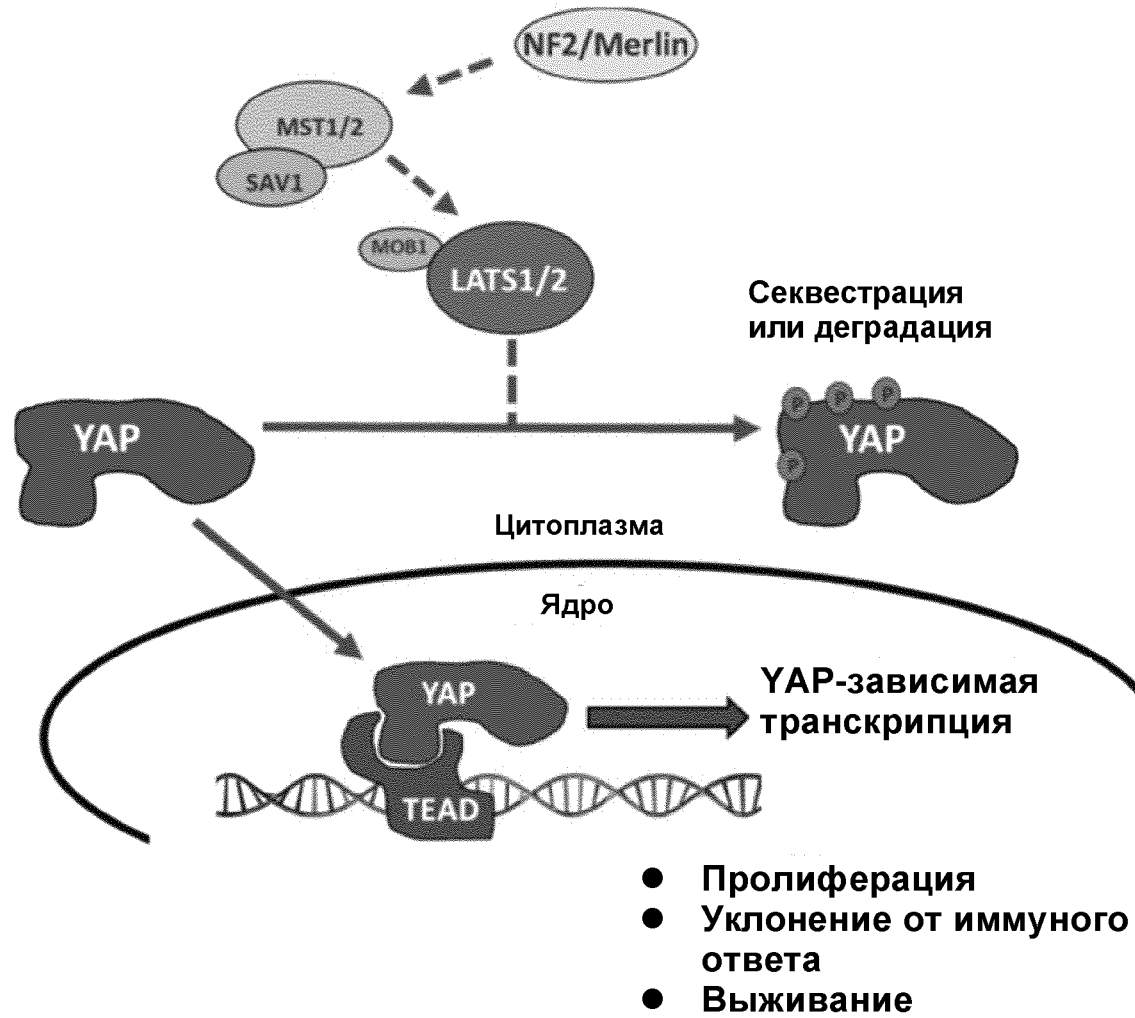 NF2/Merlin
MST1/2
SAV1
MOB1
LATS1/2
Секвестрация
или деградация
YAP
P P P
YAP
P
Цитоплазма
Ядро
YAP
YAP-зависимая
транскрипция
TEAD
● Пролиферация
● Уклонение от иммуного
ответа
● Выживание